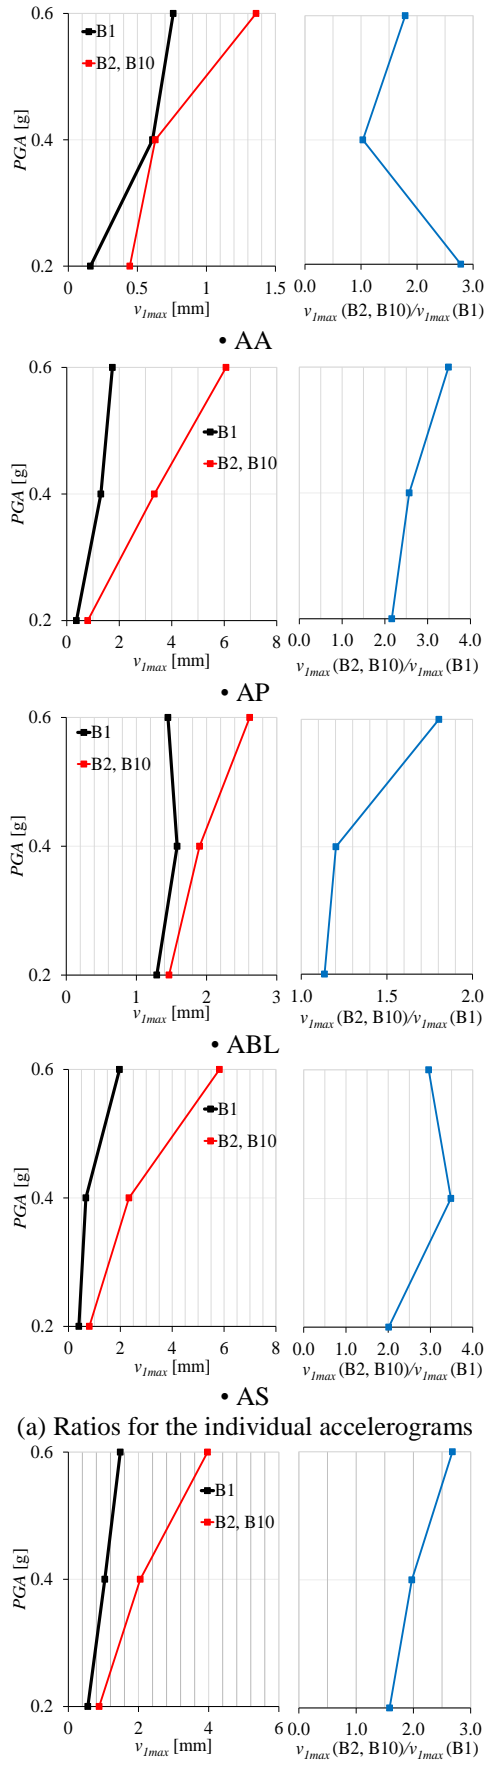 0.6
B1
B2, B10
PGA [g]
0.4
0.2
0 0.5 1 1.5
v1max [mm]
0.0 1.0 2.0 3.0
v1max (B2, B10)/v1max (B1)
• AA
0.6
B1
B2, B10
PGA [g]
0.4
0.2
0 2 4 6 8
v1max [mm]
0.0 1.0 2.0 3.0 4.0
v1max (B2, B10)/v1max (B1)
• AP
0.6
B1
B2, B10
PGA [g]
0.4
0.2
0 1 2 3
v1max [mm]
1.0 1.5 2.0
v1max (B2, B10)/v1max (B1)
• ABL
0.6
B1
B2, B10
PGA [g]
0.4
0.2
0 2 4 6 8
v1max [mm]
0.0 1.0 2.0 3.0 4.0
v1max (B2, B10)/v1max (B1)
• AS
(a) Ratios for the individual accelerograms
0.6
B1
B2, B10
PGA [g]
0.4
0.2
0 2 4 6
v1max [mm]
0.0 1.0 2.0 3.0
v1max (B2, B10)/v1max (B1)